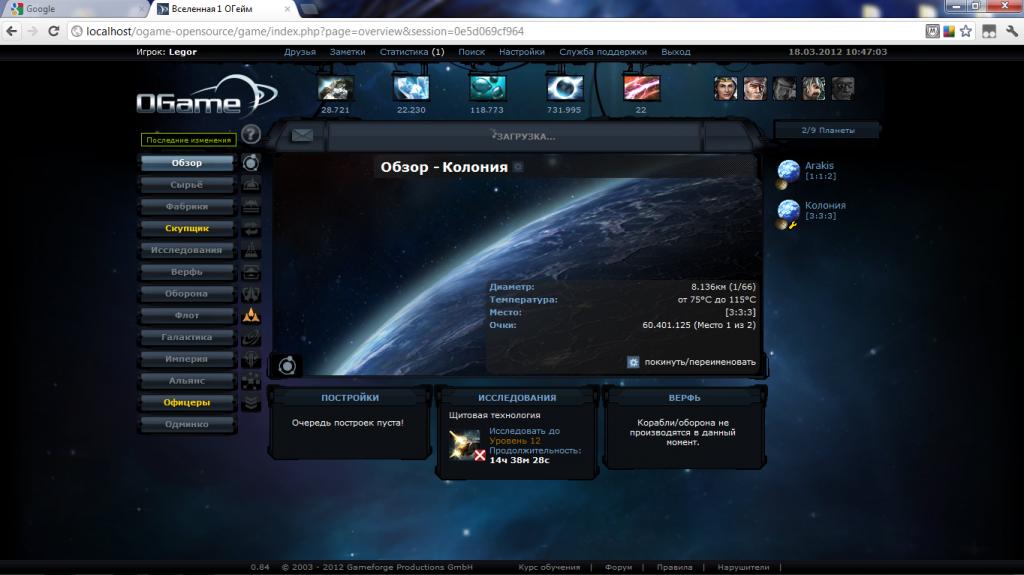 Google
Вселенная 1 ОГейм
localhost/ogame-opensource/game/index.php?page=overview&session=0e5d069cf964
Игрок: Legor
Друзья Заметки Статистика (1) Поиск Настройки Служба поддержки Выход
18.03.2012 10:47:03
OGame
28.721 22.230 118.773 731.995 22
Последние изменения
?
ЗАГРУЗКА...
2/9 Планеты
Обзор
Сырьё
Фабрики
Скупщик
Исследования
Верфь
Оборона
Флот
Галактика
Империя
Альянс
Офицеры
Одминко
Обзор - Колония
Диаметр: 8.136км (1/66)
Температура: от 75°C до 115°C
Место: [3:3:3]
Очки: 60.401.125 (Место 1 из 2)
покинуть/переименовать
Arakis
[1:1:2]
Колония
[3:3:3]
ПОСТРОЙКИ
Очередь построек пуста!
ИССЛЕДОВАНИЯ
Щитовая технология
Исследовать до
Уровень 12
Продолжительность:
14ч 38м 28с
ВЕРФЬ
Корабли/оборона не
производятся в данный
момент.
0.84 © 2003 - 2012 Gameforge Productions GmbH
Курс обучения | Форум | Правила | Нарушители |